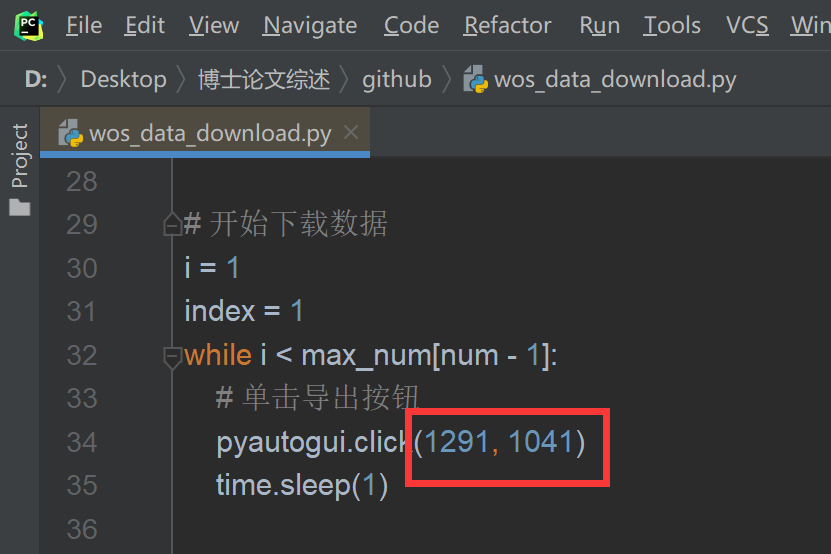 PC File Edit View Navigate Code Refactor Run Tools VCS Win
D: Desktop 博士论文综述 github wos_data_download.py
wos_data_download.py
Project
28
29 # 开始下载数据
30 i = 1
31 index = 1
32 while i < max_num[num - 1]:
33 # 单击导出按钮
34 pyautogui.click(1291, 1041)
35 time.sleep(1)
36